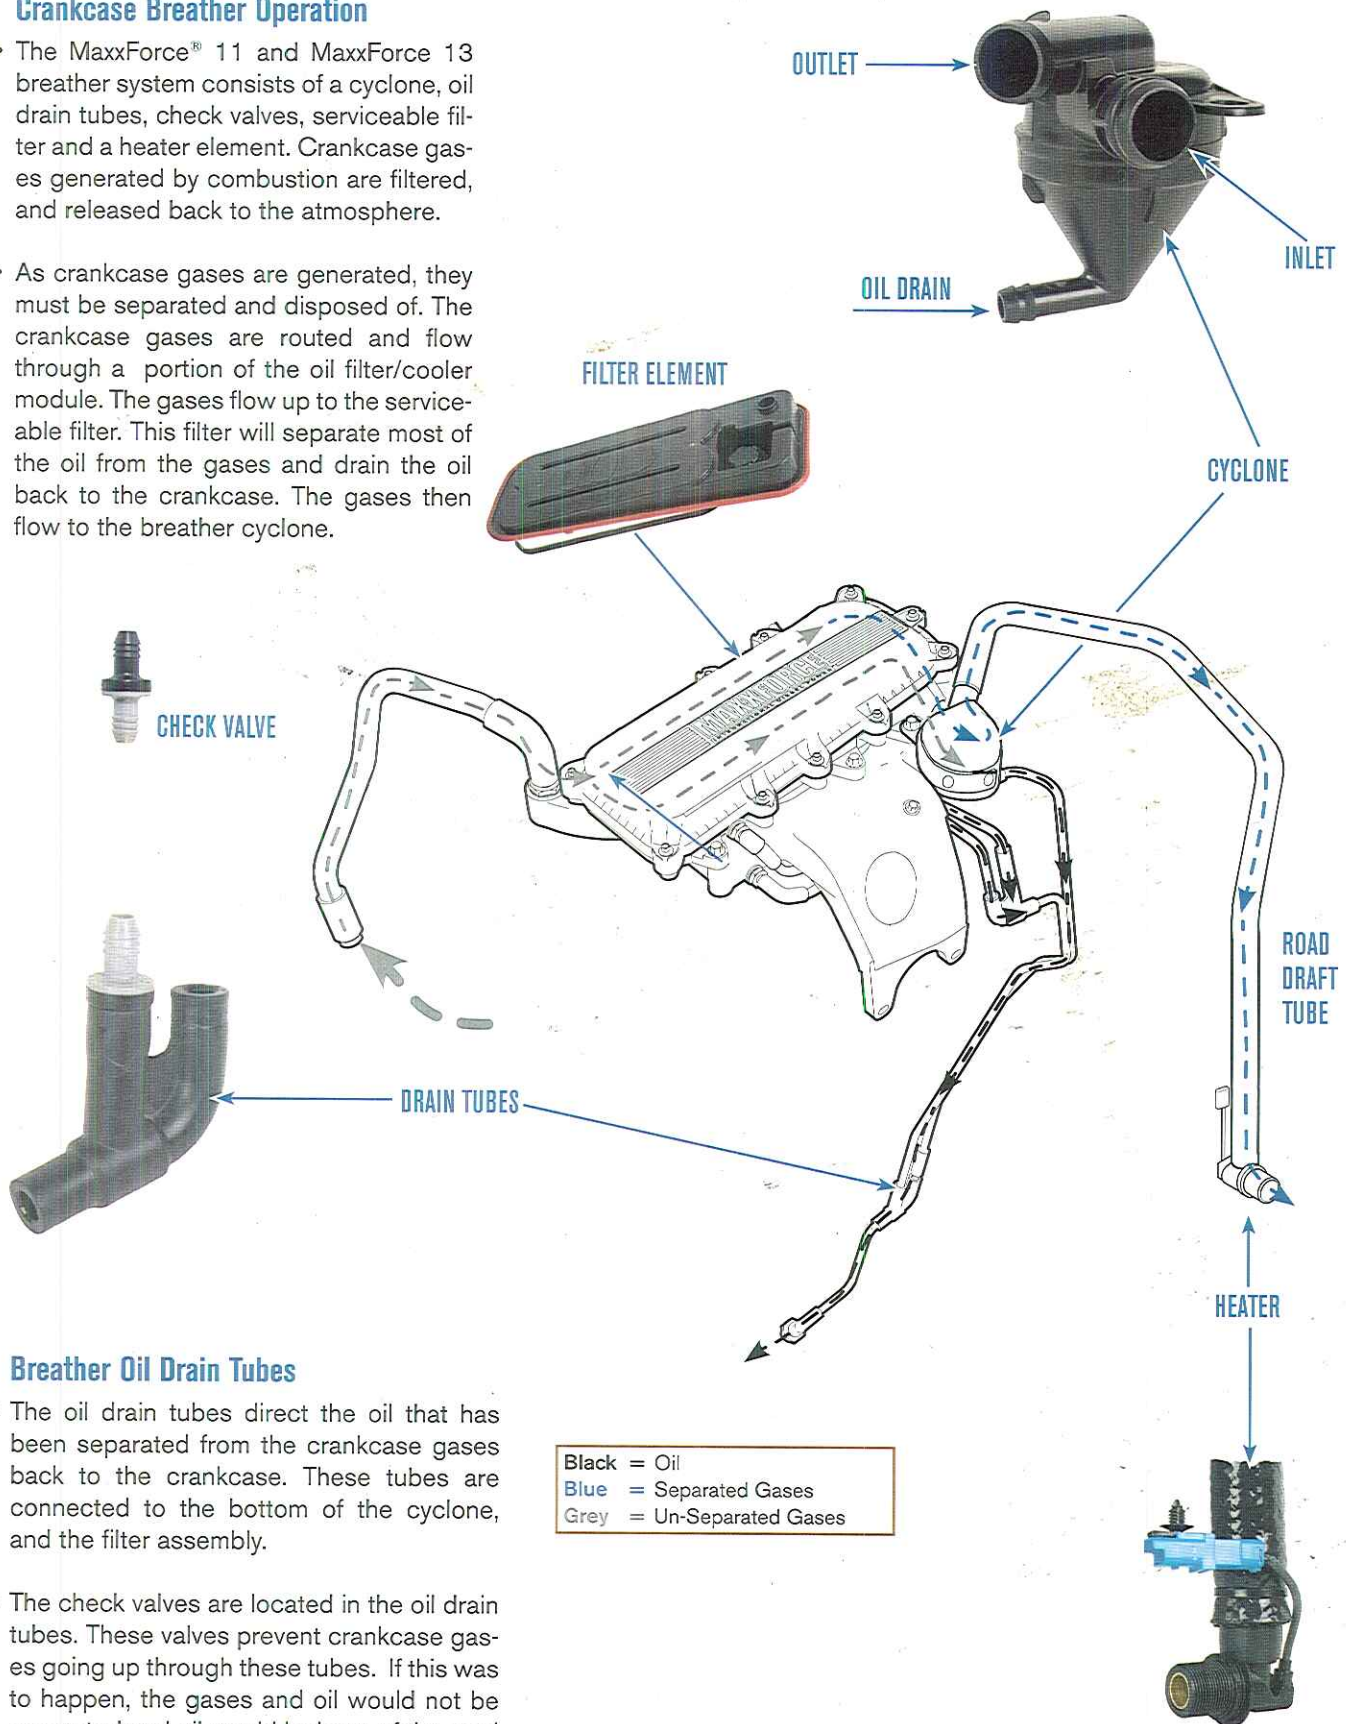 Crankcase Breather Operation
• The MaxxForce® 11 and MaxxForce 13
breather system consists of a cyclone, oil
drain tubes, check valves, serviceable fil-
ter and a heater element. Crankcase gas-
es generated by combustion are filtered,
and released back to the atmosphere.
• As crankcase gases are generated, they
must be separated and disposed of. The
crankcase gases are routed and flow
through a portion of the oil filter/cooler
module. The gases flow up to the service-
able filter. This filter will separate most of
the oil from the gases and drain the oil
back to the crankcase. The gases then
flow to the breather cyclone.
OUTLET
INLET
OIL DRAIN
FILTER ELEMENT
CYCLONE
CHECK VALVE
MAXXFORCE
ROAD
DRAFT
TUBE
DRAIN TUBES
HEATER
Breather Oil Drain Tubes
The oil drain tubes direct the oil that has
been separated from the crankcase gases
back to the crankcase. These tubes are
connected to the bottom of the cyclone,
and the filter assembly.
The check valves are located in the oil drain
tubes. These valves prevent crankcase gas-
es going up through these tubes. If this was
to happen, the gases and oil would not be
Black = Oil
Blue = Separated Gases
Grey = Un-Separated Gases